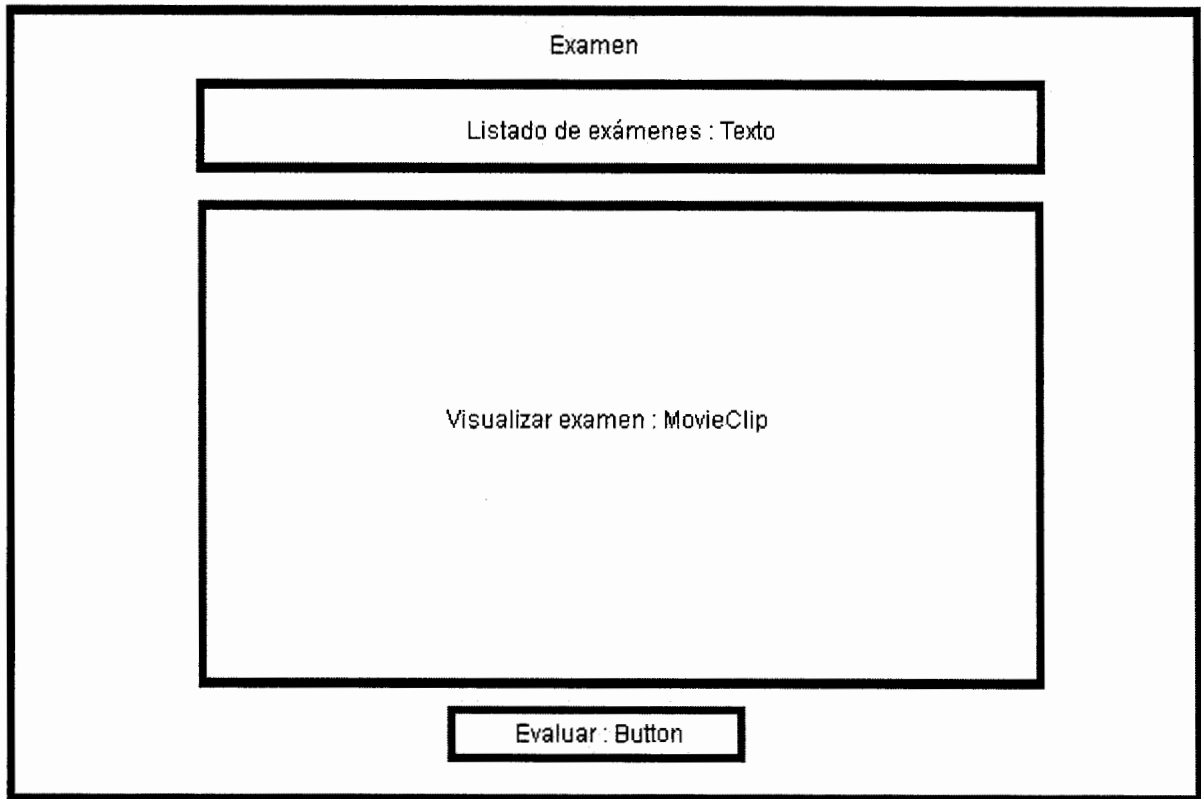 Examen
Listado de exámenes : Texto
Visualizar examen : MovieClip
Evaluar : Button